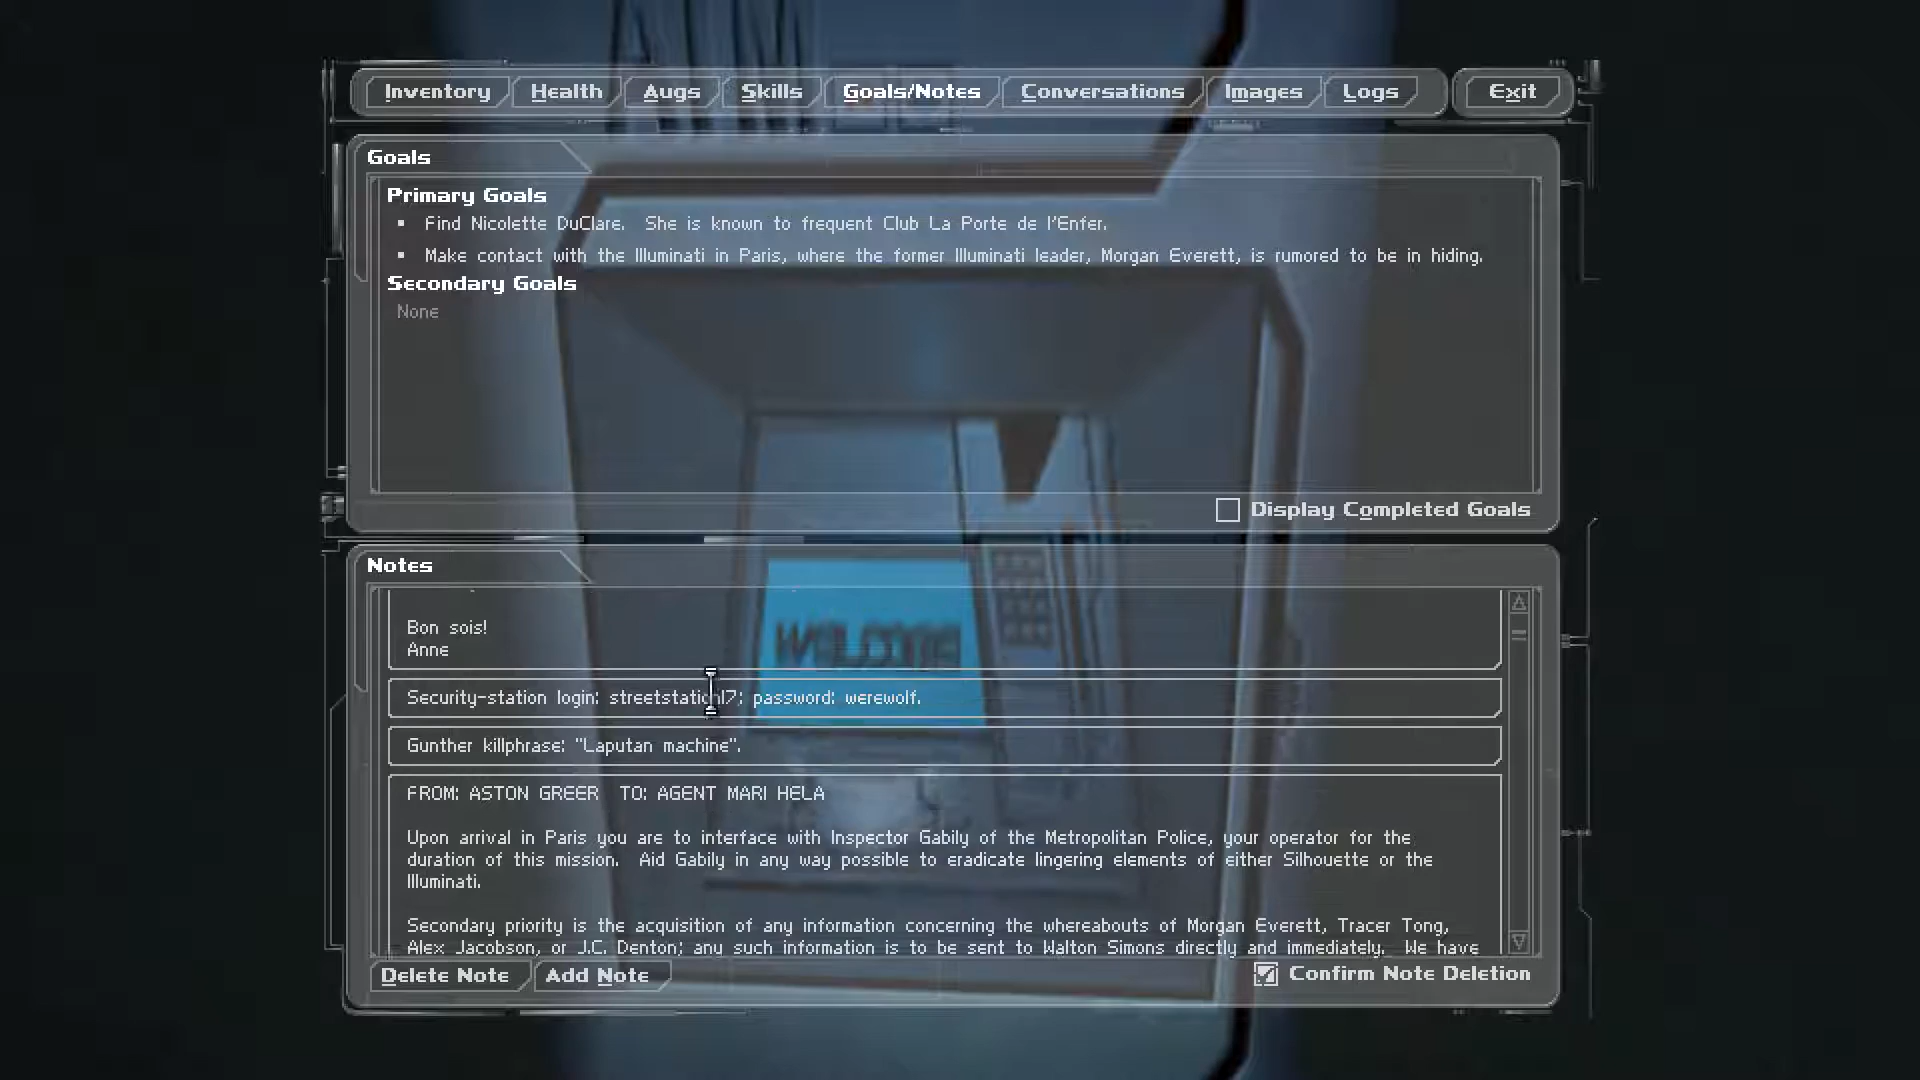 ATM
Inventory Health Augs Skills Goals/Notes Conversations Images Logs Exit
Goals
Primary Goals
▪ Find Nicolette DuClare. She is known to frequent Club La Porte de l'Enfer.
▪ Make contact with the Illuminati in Paris, where the former Illuminati leader, Morgan Everett, is rumored to be in hiding.
Secondary Goals
None
Display Completed Goals
Notes
Bon sois!
Anne
WELCOME
Security-station login: streetstation17; password: werewolf.
Gunther killphrase: "Laputan machine".
FROM: ASTON GREER TO: AGENT MARI HELA
Upon arrival in Paris you are to interface with Inspector Gabily of the Metropolitan Police, your operator for the
duration of this mission. Aid Gabily in any way possible to eradicate lingering elements of either Silhouette or the
Illuminati.
Secondary priority is the acquisition of any information concerning the whereabouts of Morgan Everett, Tracer Tong,
Alex Jacobson, or J.C. Denton; any such information is to be sent to Walton Simons directly and immediately. We have
Delete Note Add Note Confirm Note Deletion